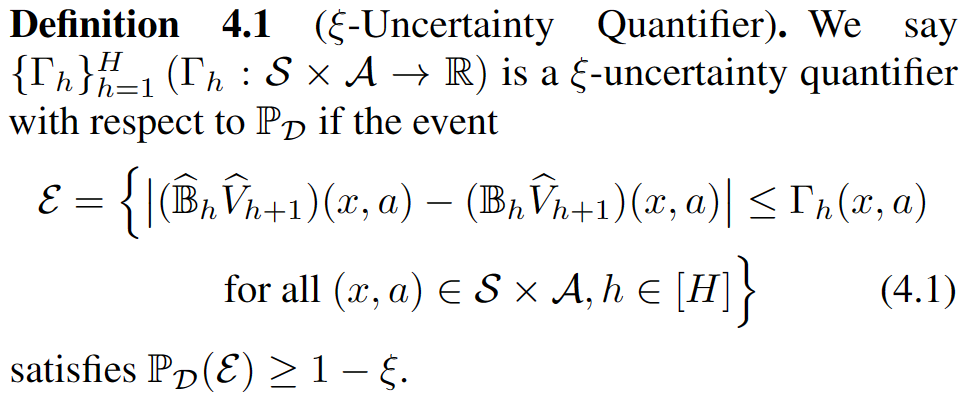 Definition 4.1 (ξ-Uncertainty Quantifier). We say
{Γ_h}_{h=1}^H (Γ_h : 𝒮 × 𝒜 → ℝ) is a ξ-uncertainty quantifier
with respect to ℙ_𝒟 if the event
ℰ = { |(𝔹̂_h V̂_{h+1})(x, a) − (𝔹_h V̂_{h+1})(x, a)| ≤ Γ_h(x, a)
for all (x, a) ∈ 𝒮 × 𝒜, h ∈ [H] } (4.1)
satisfies ℙ_𝒟(ℰ) ≥ 1 − ξ.